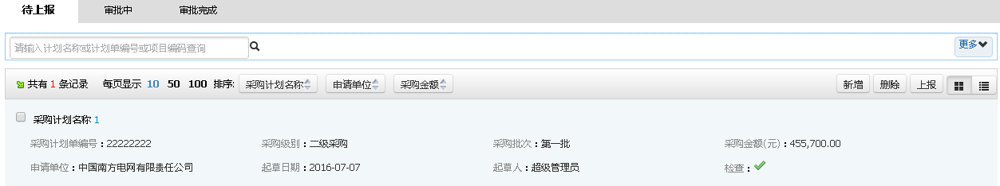 待上报 审批中 审批完成
请输入计划名称或计划单编号或项目编码查询 更多
共有 1 条记录 每页显示 10 50 100 排序: 采购计划名称 申请单位 采购金额 新增 删除 上报
采购计划名称 1
采购计划单编号：22222222 采购级别：二级采购 采购批次：第一批 采购金额(元)：455,700.00
申请单位：中国南方电网有限责任公司 起草日期：2016-07-07 起草人：超级管理员 检查：